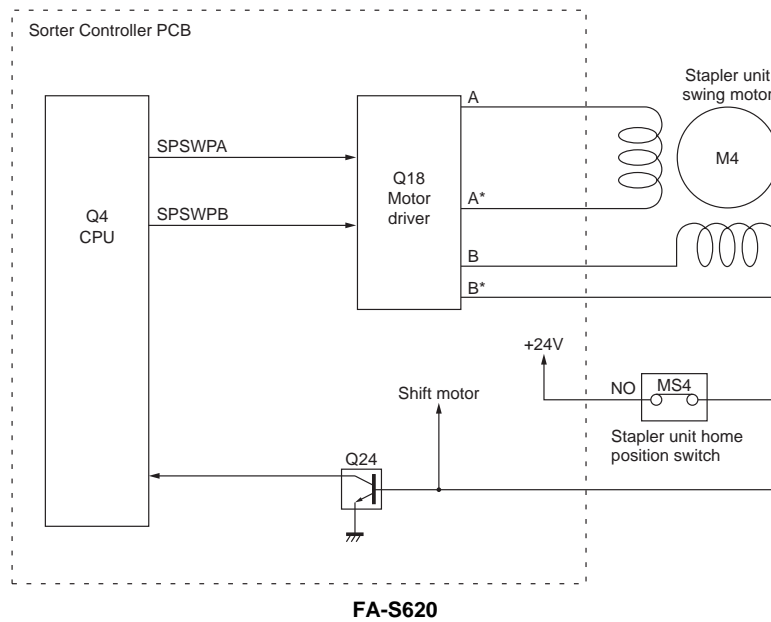 Sorter Controller PCB
Stapler unit
swing motor
A
SPSWPA
M4
Q18
Motor
driver
A*
Q4
CPU
SPSWPB
B
B*
+24V
NO
MS4
Shift motor
Stapler unit home
position switch
Q24
FA-S620